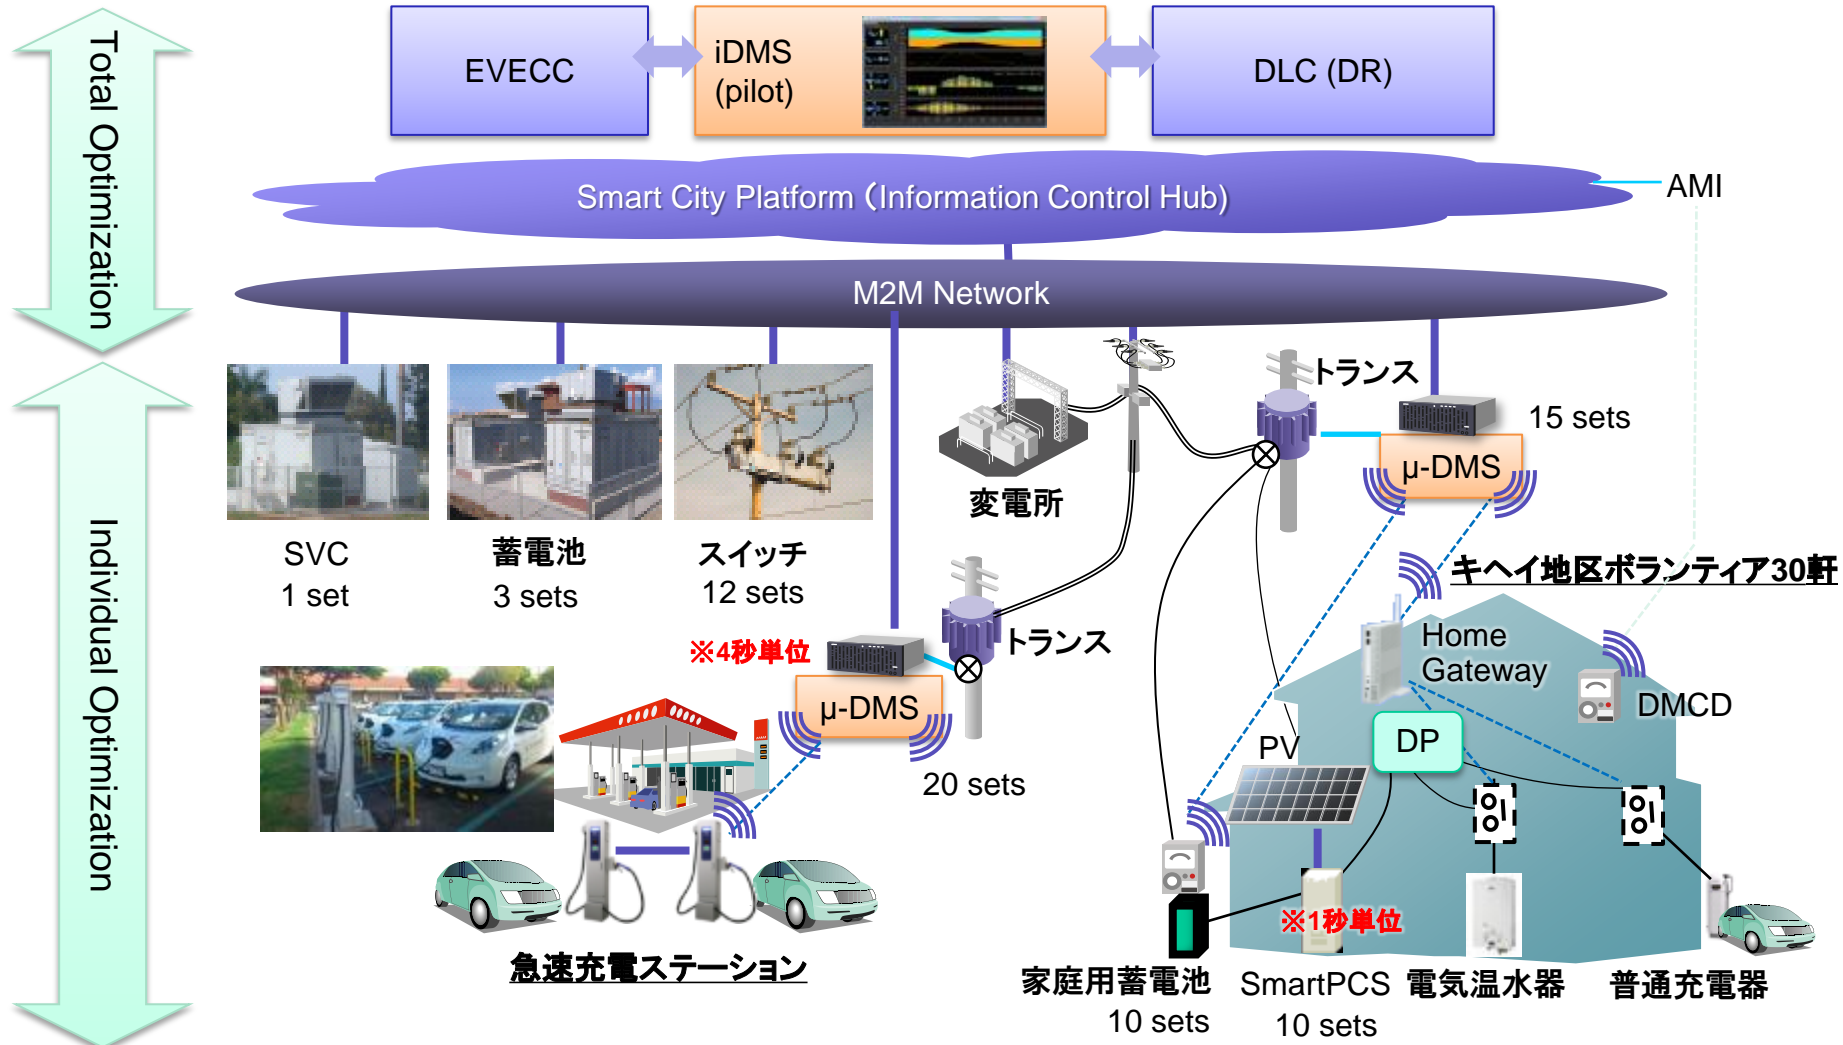 Total Optimization
EVECC
iDMS
(pilot)
DLC (DR)
Smart City Platform（Information Control Hub)
AMI
M2M Network
Individual Optimization
SVC
1 set
蓄電池
3 sets
スイッチ
12 sets
変電所
トランス
15 sets
μ-DMS
キヘイ地区ボランティア30軒
※4秒単位
トランス
μ-DMS
20 sets
Home
Gateway
DMCD
PV
DP
急速充電ステーション
※1秒単位
家庭用蓄電池
10 sets
SmartPCS
10 sets
電気温水器
普通充電器